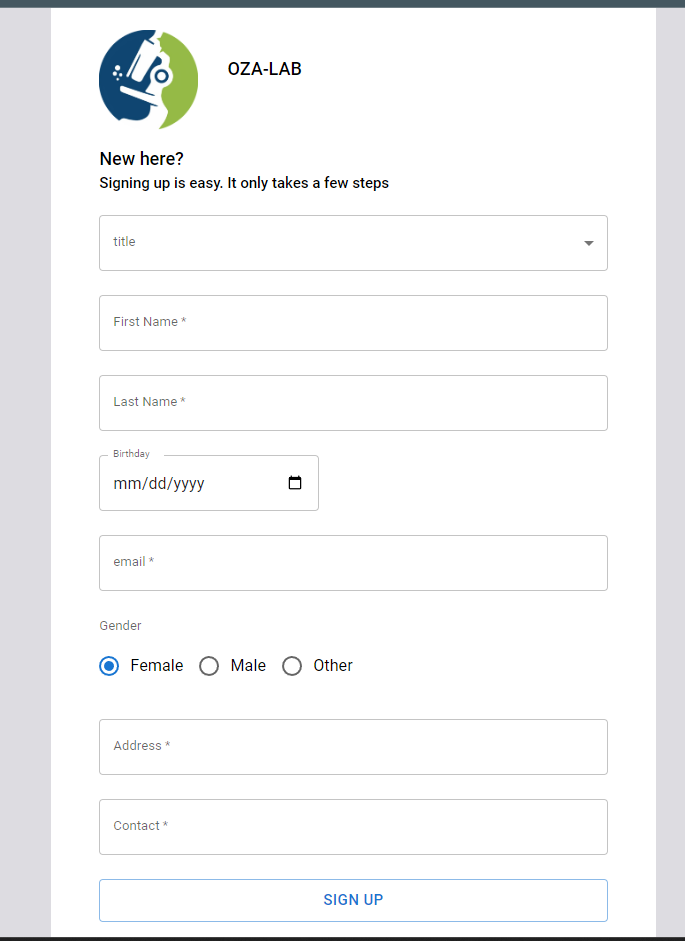 OZA-LAB
New here?
Signing up is easy. It only takes a few steps
title
First Name *
Last Name *
Birthday
mm/dd/yyyy
email *
Gender
Female Male Other
Address *
Contact *
SIGN UP